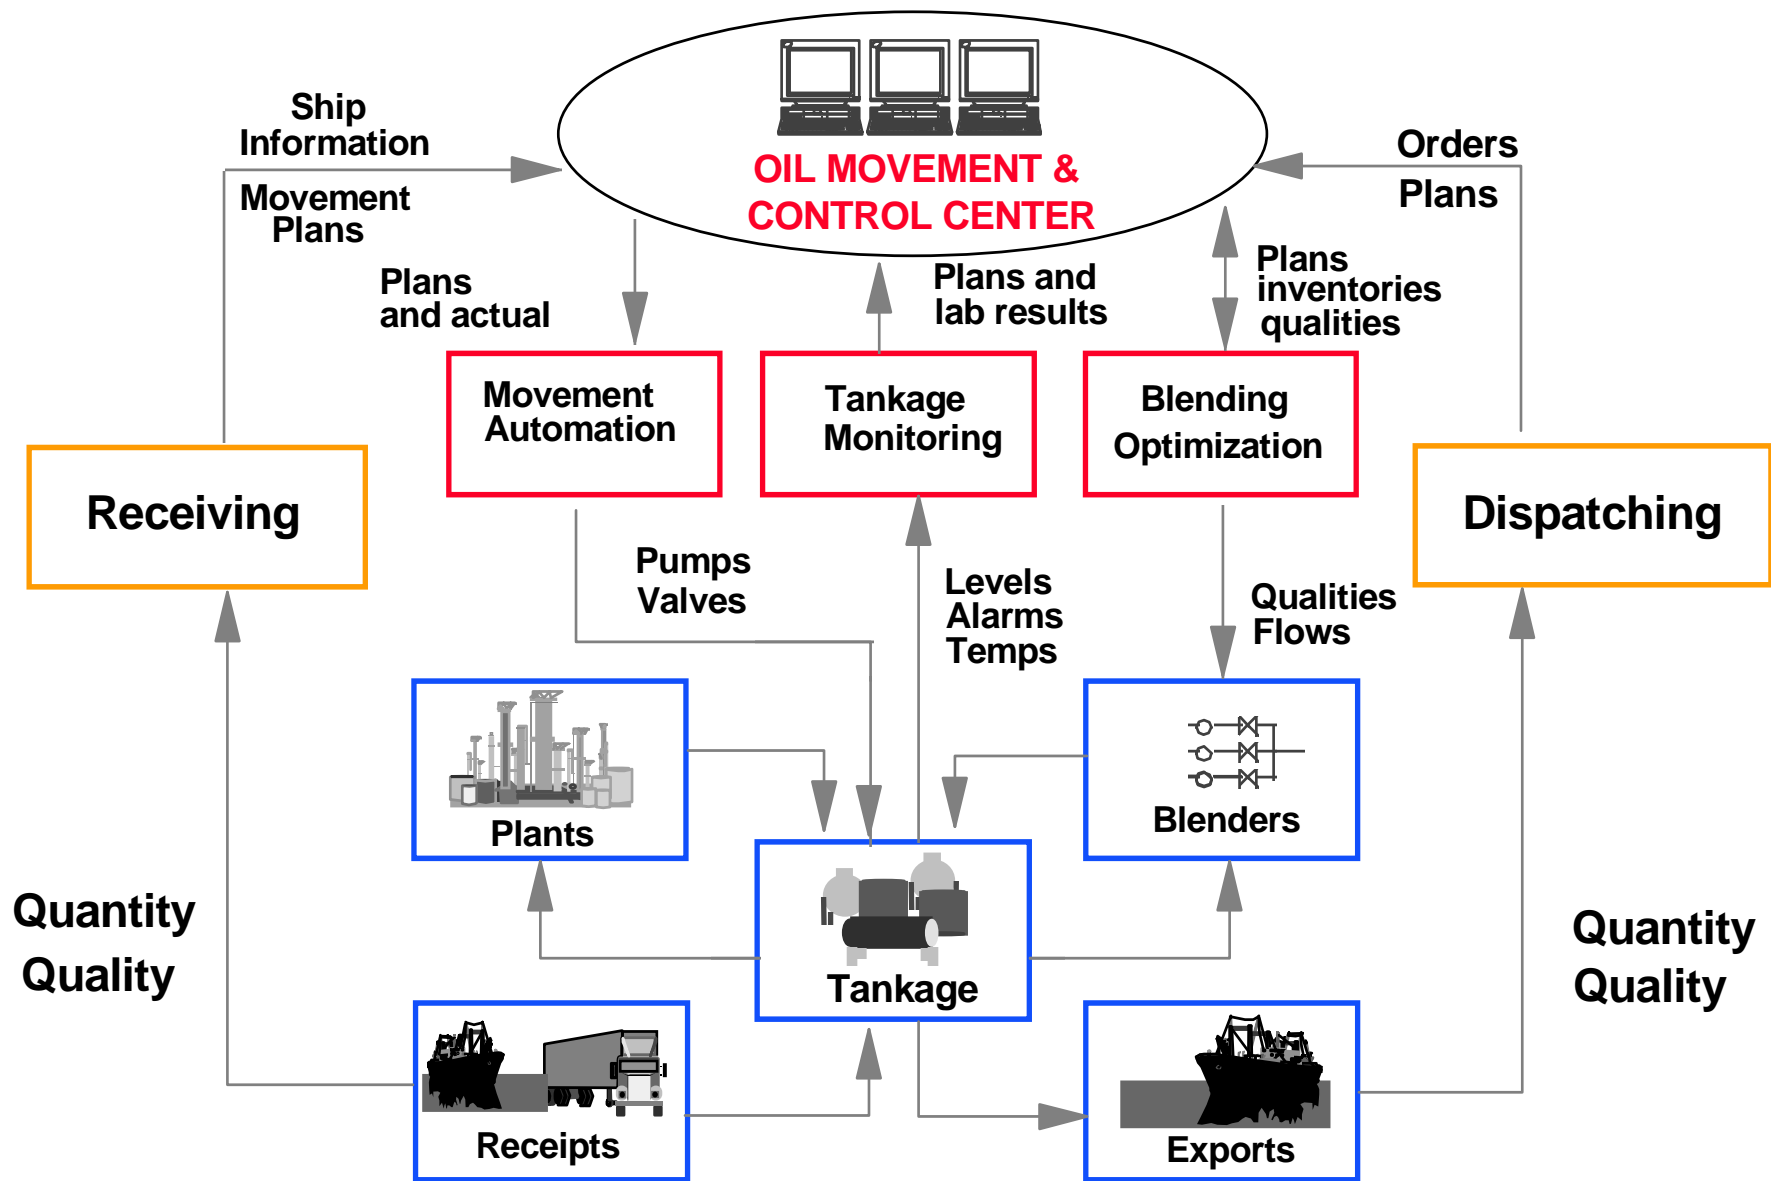 Ship
Information
Movement
Plans
OIL MOVEMENT &
CONTROL CENTER
Orders
Plans
Plans
and actual
Plans and
lab results
Plans
inventories
qualities
Movement
Automation
Tankage
Monitoring
Blending
Optimization
Receiving
Dispatching
Pumps
Valves
Levels
Alarms
Temps
Qualities
Flows
Plants
Blenders
Quantity
Quality
Tankage
Quantity
Quality
Receipts
Exports